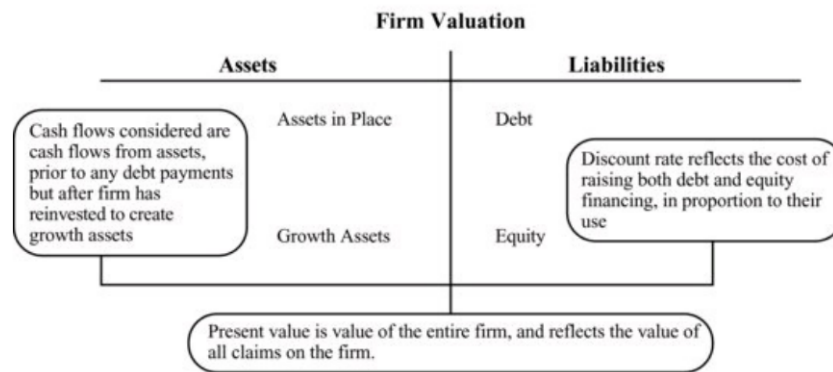 Firm Valuation
Assets
Liabilities
Assets in Place
Debt
Cash flows considered are
cash flows from assets,
prior to any debt payments
but after firm has
reinvested to create
growth assets
Discount rate reflects the cost of
raising both debt and equity
financing, in proportion to their
use
Growth Assets
Equity
Present value is value of the entire firm, and reflects the value of
all claims on the firm.